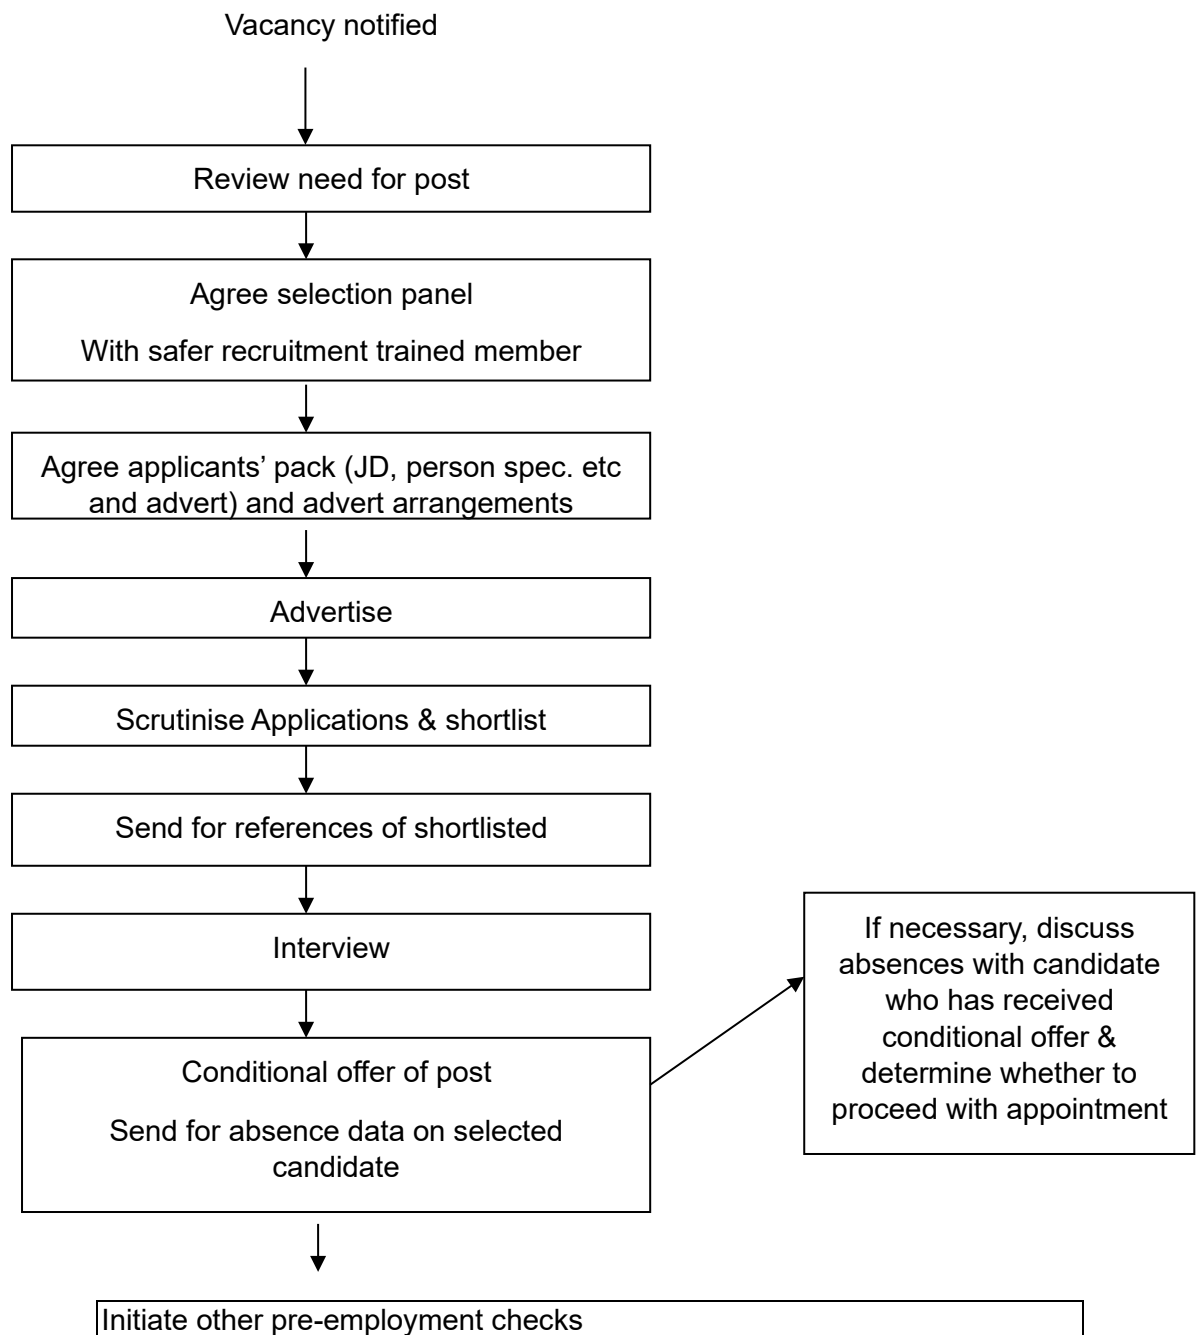 Vacancy notified
Review need for post
Agree selection panel
With safer recruitment trained member
Agree applicants’ pack (JD, person spec. etc
and advert) and advert arrangements
Advertise
Scrutinise Applications & shortlist
Send for references of shortlisted
Interview
Conditional offer of post
Send for absence data on selected
candidate
If necessary, discuss
absences with candidate
who has received
conditional offer &
determine whether to
proceed with appointment
Initiate other pre-employment checks